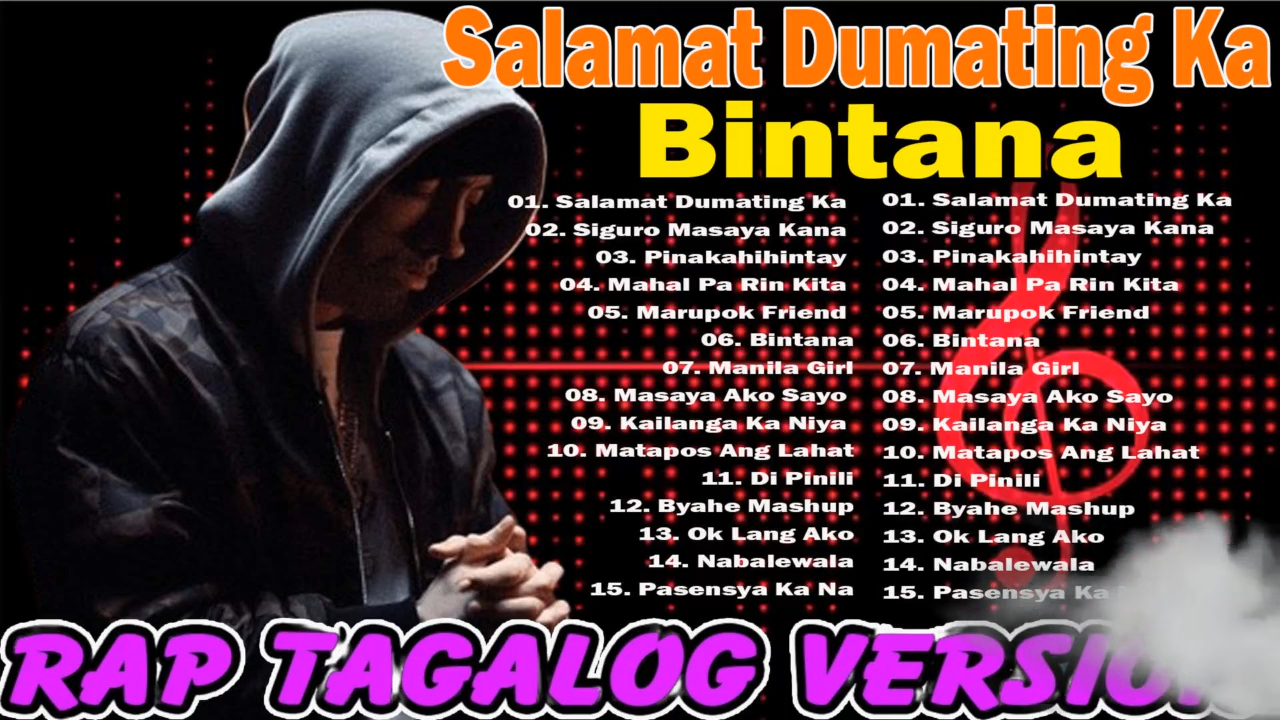 Salamat Dumating Ka
Bintana
01. Salamat Dumating Ka
02. Siguro Masaya Kana
03. Pinakahihintay
04. Mahal Pa Rin Kita
05. Marupok Friend
06. Bintana
07. Manila Girl
08. Masaya Ako Sayo
09. Kailanga Ka Niya
10. Matapos Ang Lahat
11. Di Pinili
12. Byahe Mashup
13. Ok Lang Ako
14. Nabalewala
15. Pasensya Ka Na
01. Salamat Dumating Ka
02. Siguro Masaya Kana
03. Pinakahihintay
04. Mahal Pa Rin Kita
05. Marupok Friend
06. Bintana
07. Manila Girl
08. Masaya Ako Sayo
09. Kailanga Ka Niya
10. Matapos Ang Lahat
11. Di Pinili
12. Byahe Mashup
13. Ok Lang Ako
14. Nabalewala
15. Pasensya Ka
RAP TAGALOG VERSION